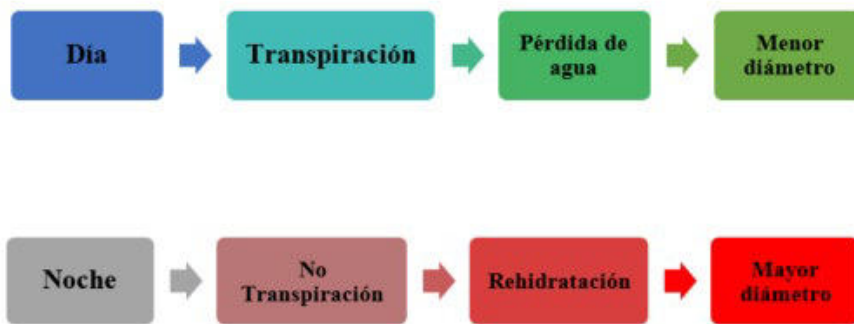 Día
Transpiración
Pérdida de
agua
Menor
diámetro
Noche
No
Transpiración
Rehidratación
Mayor
diámetro